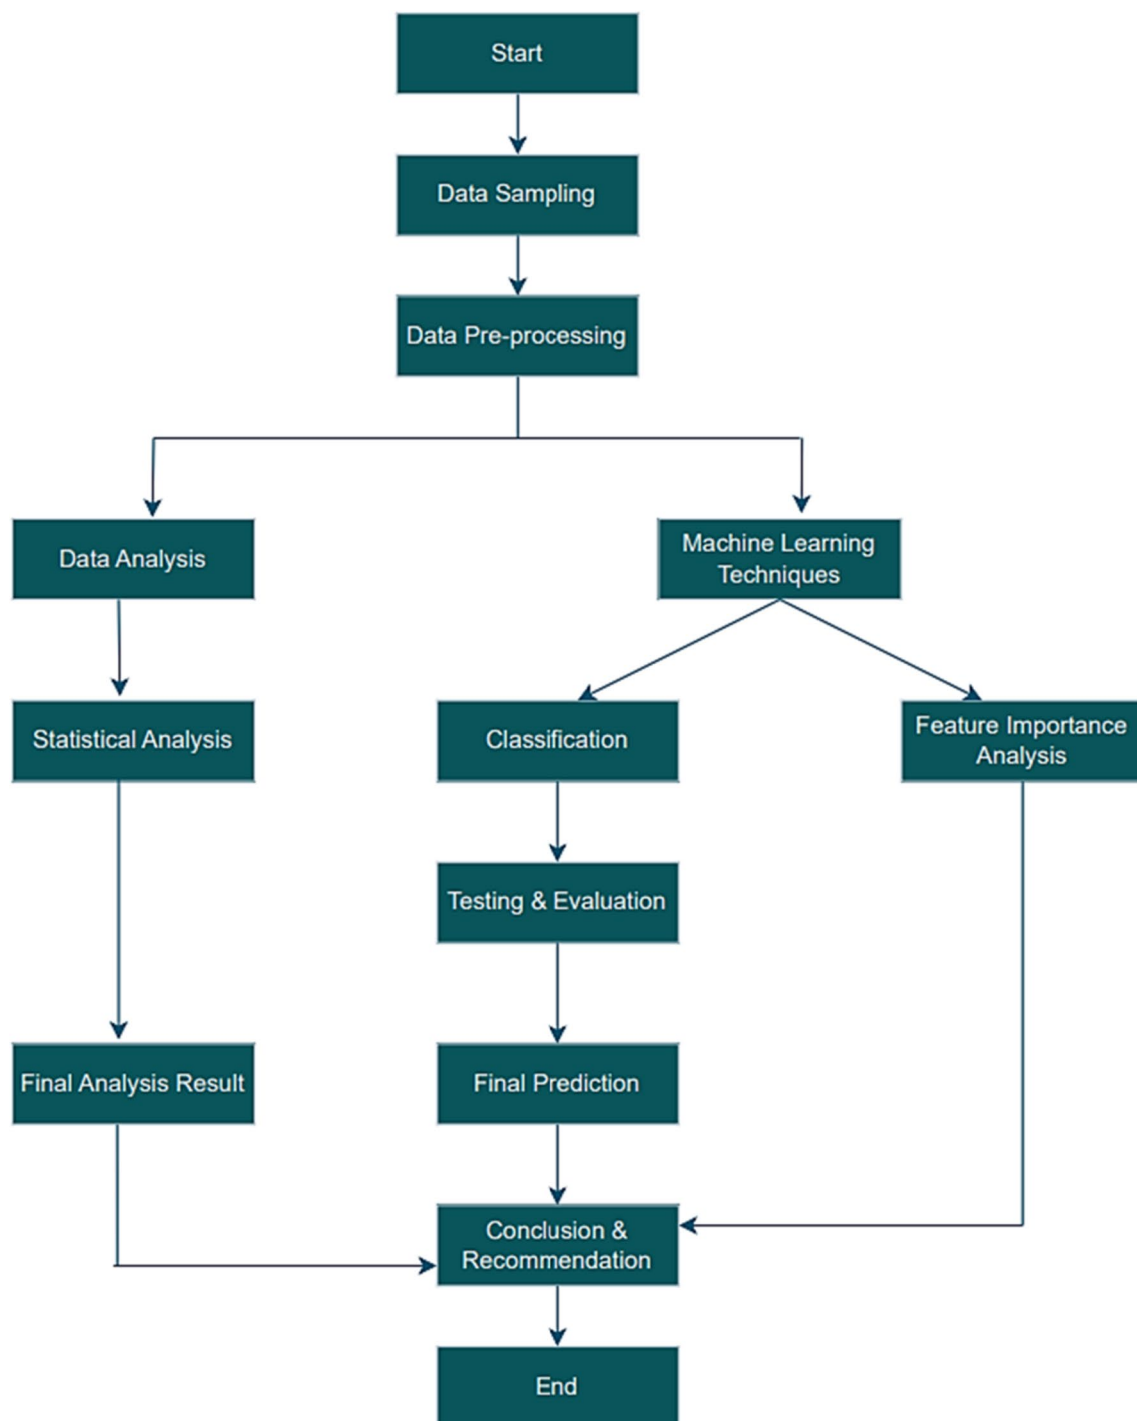 Start
Data Sampling
Data Pre-processing
Data Analysis
Machine Learning
Techniques
Statistical Analysis
Classification
Feature Importance
Analysis
Testing & Evaluation
Final Analysis Result
Final Prediction
Conclusion &
Recommendation
End